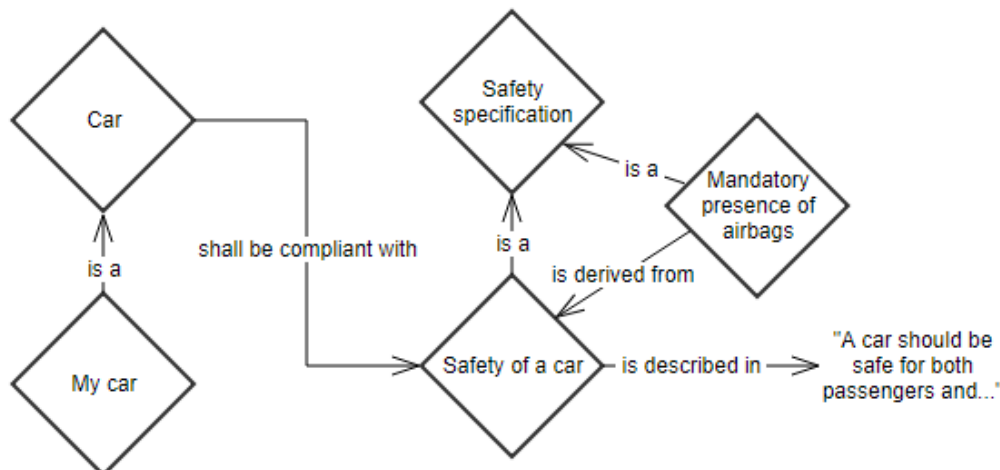 Car
Safety
specification
is a
Mandatory
presence of
airbags
shall be compliant with
is a
is a
is derived from
My car
Safety of a car
is described in
"A car should be
safe for both
passengers and..."